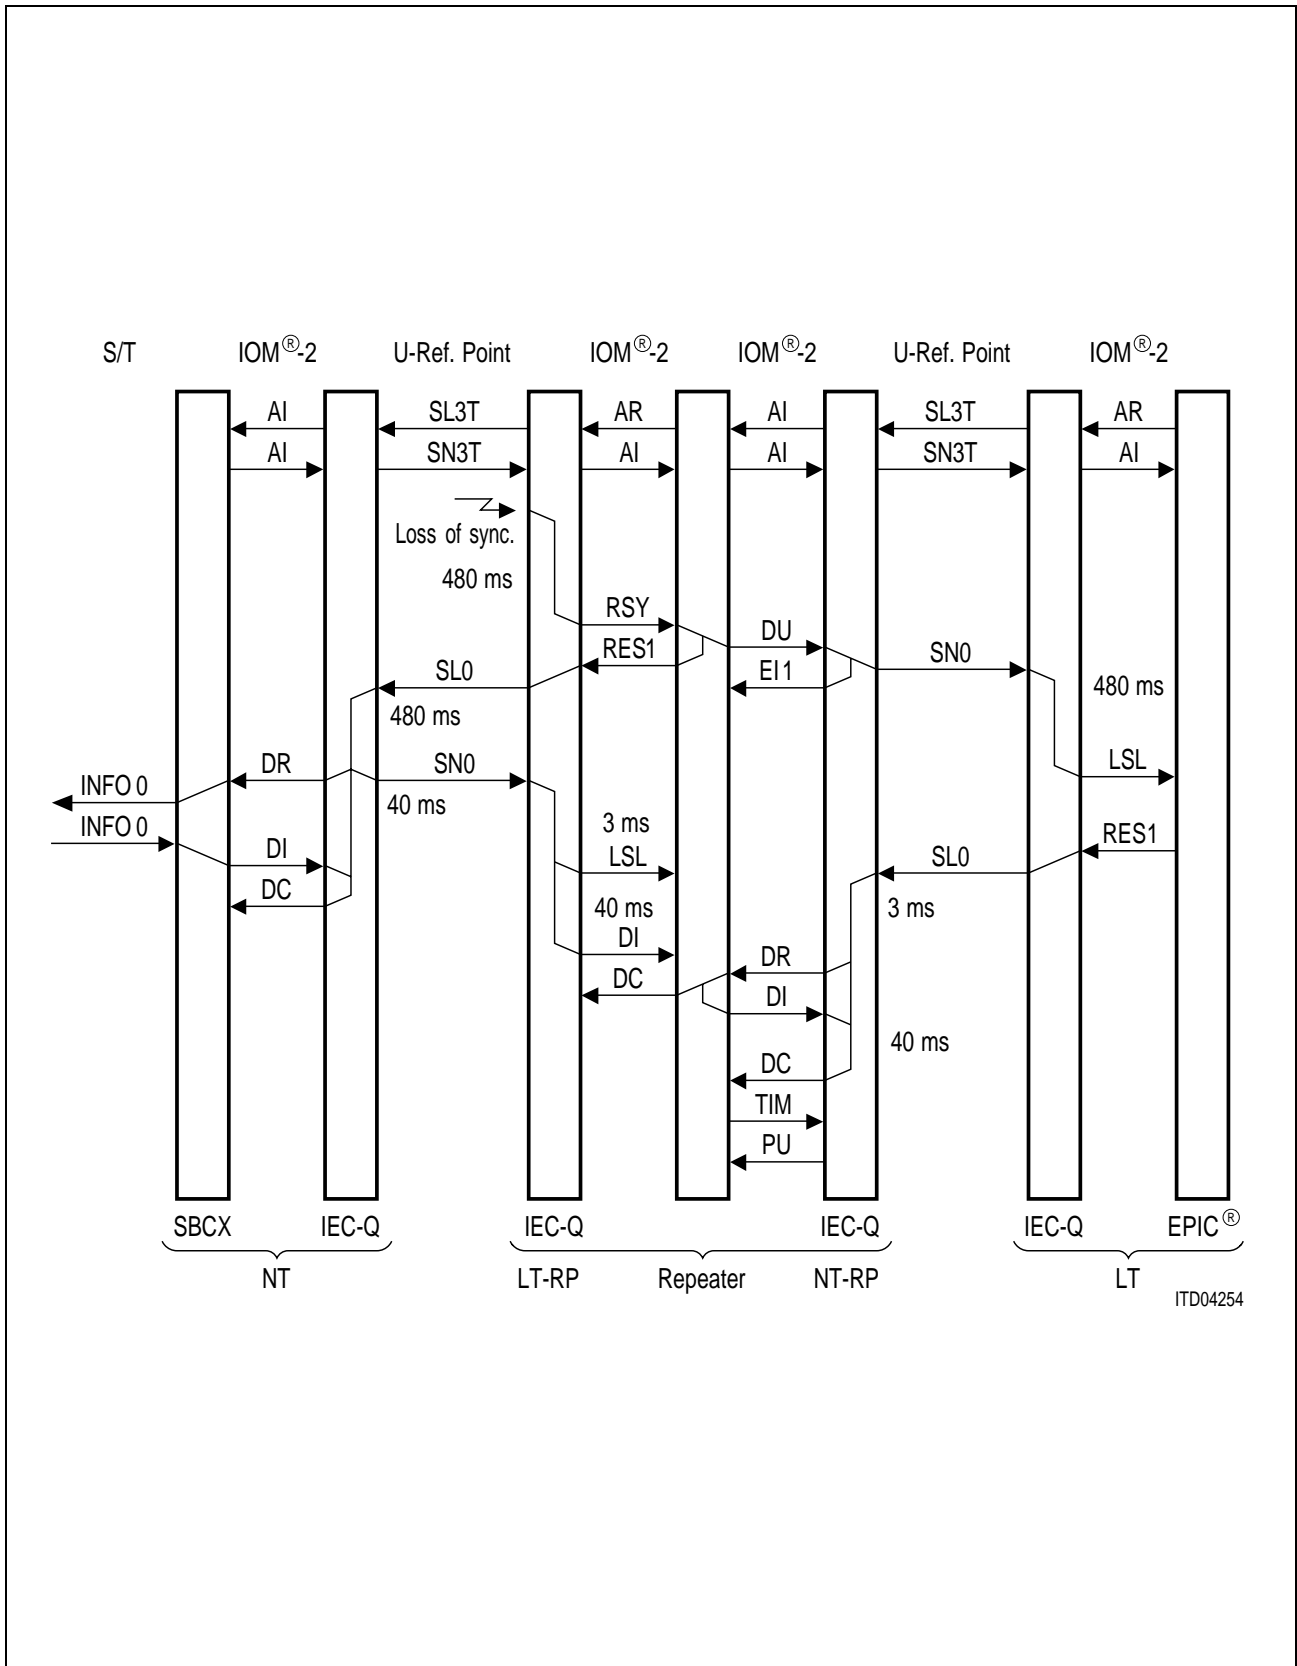 S/T IOM®-2 U-Ref. Point IOM®-2 IOM®-2 U-Ref. Point IOM®-2
AI SL3T AR AI SL3T AR
AI SN3T AI AI SN3T AI
Loss of sync.
480 ms
RSY
DU
RES1
SN0
SL0
EI1
480 ms
480 ms
DR SN0 LSL
INFO 0
40 ms
3 ms
INFO 0
RES1
DI LSL SL0
DC
40 ms
3 ms
DI
DR
DC
DI
40 ms
DC
TIM
PU
SBCX IEC-Q IEC-Q IEC-Q IEC-Q EPIC®
NT LT-RP Repeater NT-RP LT
ITD04254